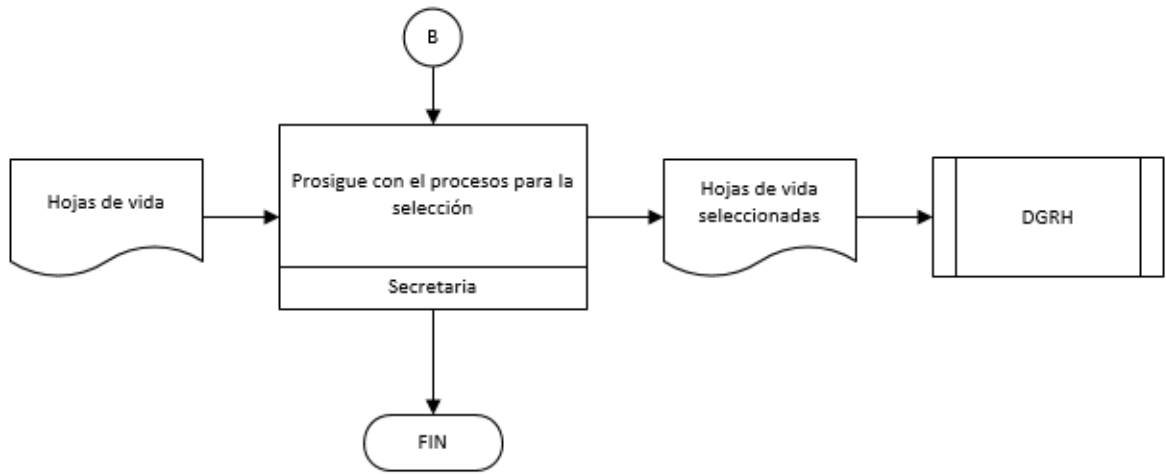 B
Hojas de vida
Prosigue con el procesos para la
selección
Secretaria
Hojas de vida
seleccionadas
DGRH
FIN